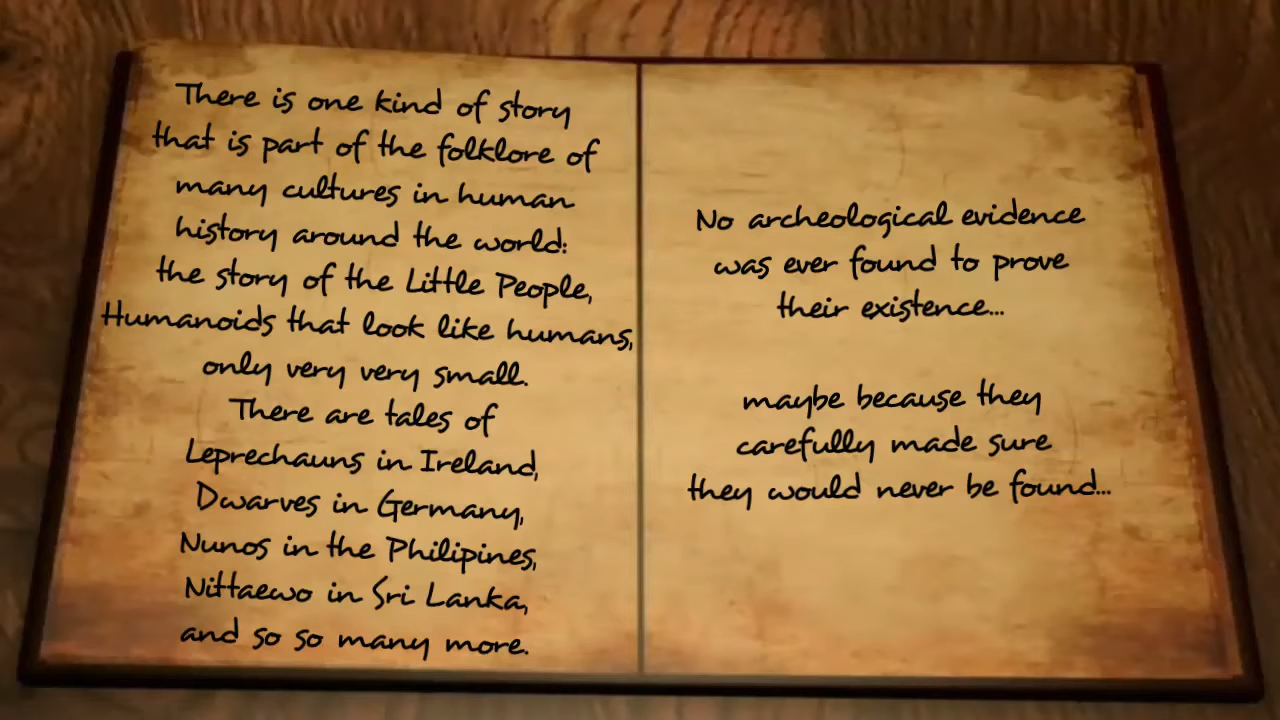 There is one kind of story
that is part of the folklore of
many cultures in human
history around the world:
the story of the Little People,
Humanoids that look like humans,
only very very small.
There are tales of
Leprechauns in Ireland,
Dwarves in Germany,
Nunos in the Philipines,
Nittaewo in Sri Lanka,
and so so many more.
No archeological evidence
was ever found to prove
their existence...
maybe because they
carefully made sure
they would never be found...